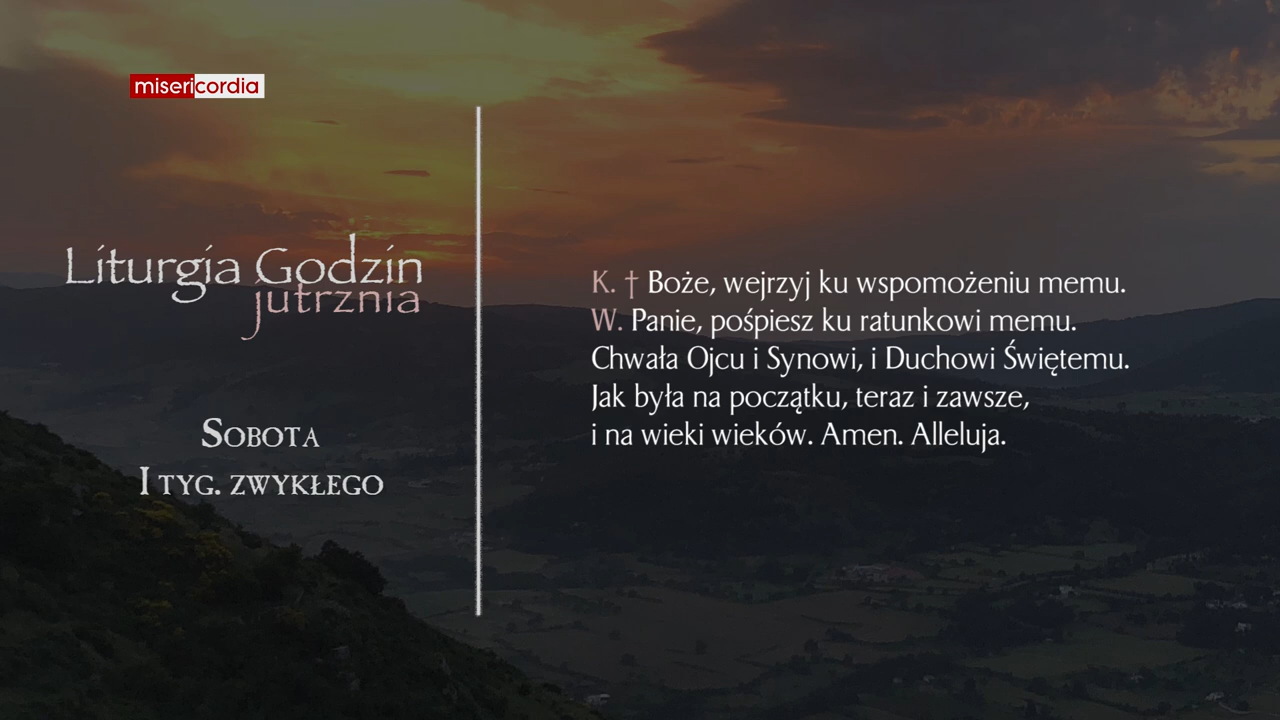 misericordia
Liturgia Godzin
jutrznia
Sobota
I tyg. zwykłego
K. † Boże, wejrzyj ku wspomożeniu memu.
W. Panie, pośpiesz ku ratunkowi memu.
Chwała Ojcu i Synowi, i Duchowi Świętemu.
Jak była na początku, teraz i zawsze,
i na wieki wieków. Amen. Alleluja.